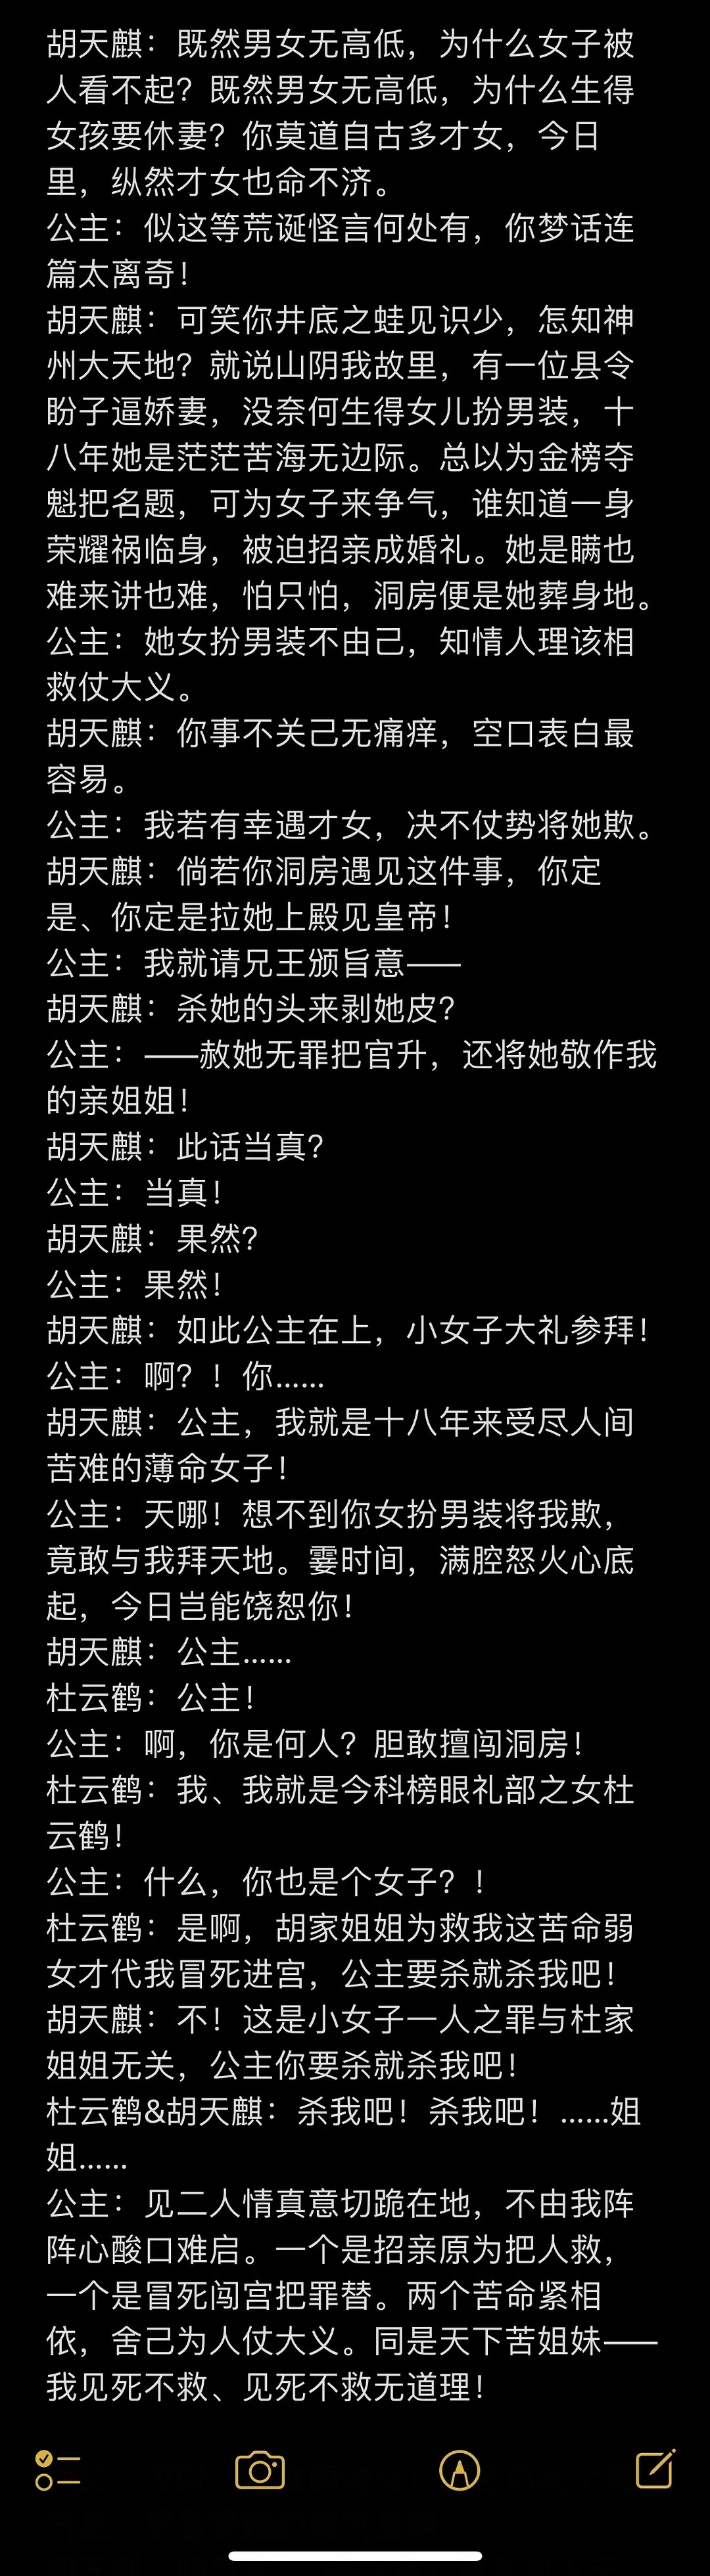 胡天麒：既然男女无高低，为什么女子被
人看不起？既然男女无高低，为什么生得
女孩要休妻？你莫道自古多才女，今日
里，纵然才女也命不济。
公主：似这等荒诞怪言何处有，你梦话连
篇太离奇！
胡天麒：可笑你井底之蛙见识少，怎知神
州大天地？就说山阴我故里，有一位县令
盼子逼娇妻，没奈何生得女儿扮男装，十
八年她是茫茫苦海无边际。总以为金榜夺
魁把名题，可为女子来争气，谁知道一身
荣耀祸临身，被迫招亲成婚礼。她是瞒也
难来讲也难，怕只怕，洞房便是她葬身地。
公主：她女扮男装不由己，知情人理该相
救仗大义。
胡天麒：你事不关己无痛痒，空口表白最
容易。
公主：我若有幸遇才女，决不仗势将她欺。
胡天麒：倘若你洞房遇见这件事，你定
是、你定是拉她上殿见皇帝！
公主：我就请兄王颁旨意——
胡天麒：杀她的头来剥她皮？
公主：——赦她无罪把官升，还将她敬作我
的亲姐姐！
胡天麒：此话当真？
公主：当真！
胡天麒：果然？
公主：果然！
胡天麒：如此公主在上，小女子大礼参拜！
公主：啊？！你……
胡天麒：公主，我就是十八年来受尽人间
苦难的薄命女子！
公主：天哪！想不到你女扮男装将我欺，
竟敢与我拜天地。霎时间，满腔怒火心底
起，今日岂能饶恕你！
胡天麒：公主……
杜云鹤：公主！
公主：啊，你是何人？胆敢擅闯洞房！
杜云鹤：我、我就是今科榜眼礼部之女杜
云鹤！
公主：什么，你也是个女子？！
杜云鹤：是啊，胡家姐姐为救我这苦命弱
女才代我冒死进宫，公主要杀就杀我吧！
胡天麒：不！这是小女子一人之罪与杜家
姐姐无关，公主你要杀就杀我吧！
杜云鹤&胡天麒：杀我吧！杀我吧！……姐
姐……
公主：见二人情真意切跪在地，不由我阵
阵心酸口难启。一个是招亲原为把人救，
一个是冒死闯宫把罪替。两个苦命紧相
依，舍己为人仗大义。同是天下苦姐妹——
我见死不救、见死不救无道理！